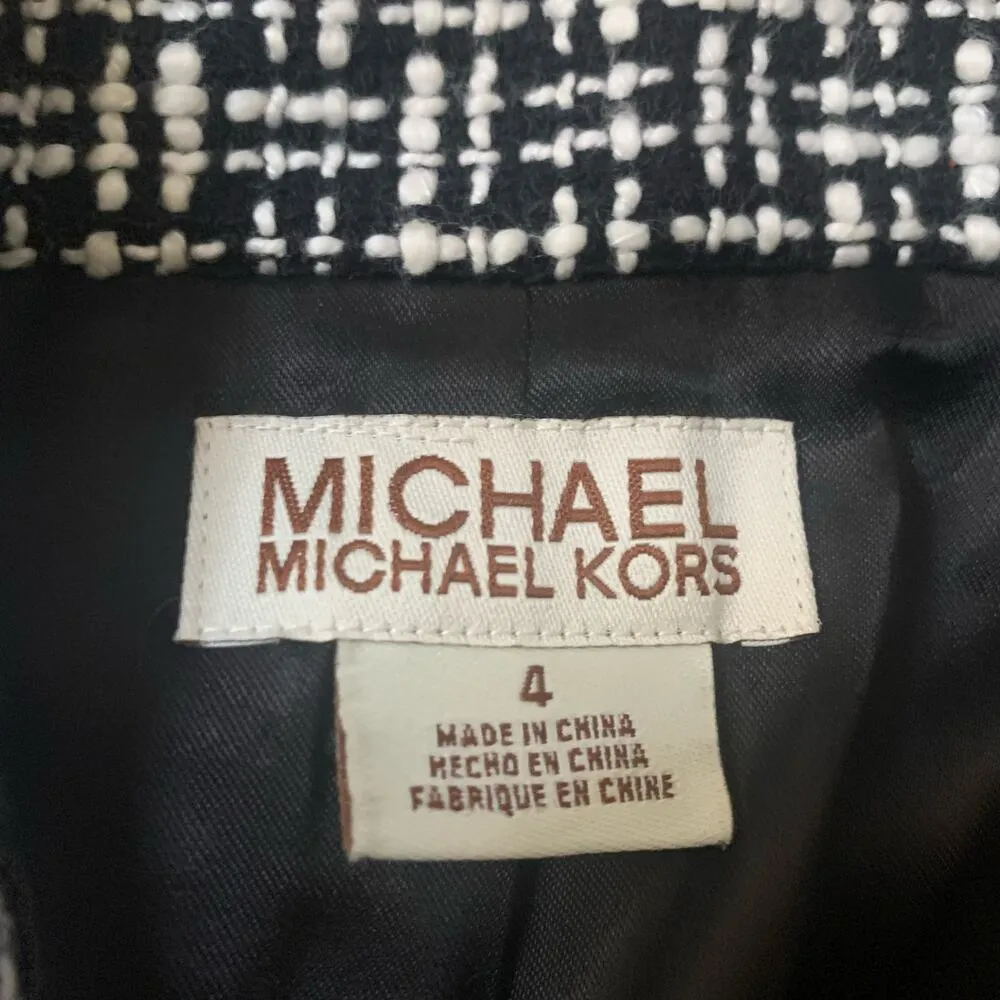 MICHAEL
MICHAEL KORS
4
MADE IN CHINA
HECHO EN CHINA
FABRIQUE EN CHINE